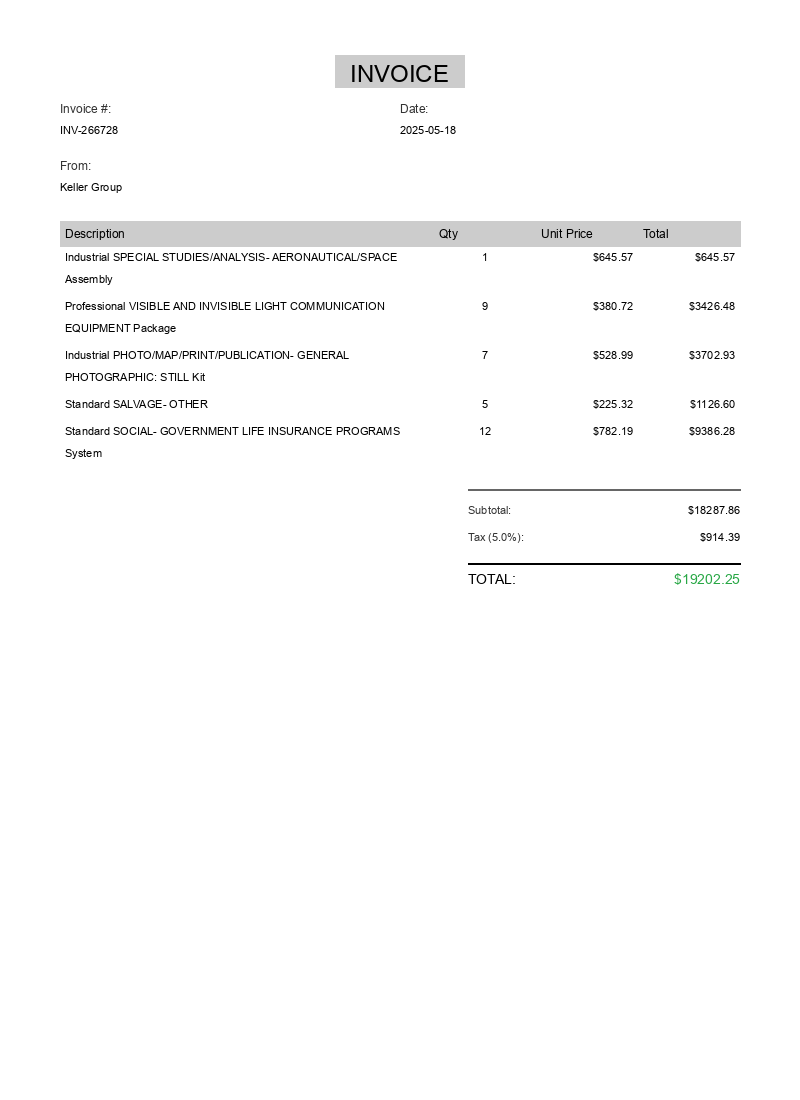 INVOICE
Invoice #: Date:
INV-266728 2025-05-18
From:
Keller Group
Description Qty Unit Price Total
Industrial SPECIAL STUDIES/ANALYSIS- AERONAUTICAL/SPACE 1 $645.57 $645.57
Assembly
Professional VISIBLE AND INVISIBLE LIGHT COMMUNICATION 9 $380.72 $3426.48
EQUIPMENT Package
Industrial PHOTO/MAP/PRINT/PUBLICATION- GENERAL 7 $528.99 $3702.93
PHOTOGRAPHIC: STILL Kit
Standard SALVAGE- OTHER 5 $225.32 $1126.60
Standard SOCIAL- GOVERNMENT LIFE INSURANCE PROGRAMS 12 $782.19 $9386.28
System
Subtotal: $18287.86
Tax (5.0%): $914.39
TOTAL: $19202.25